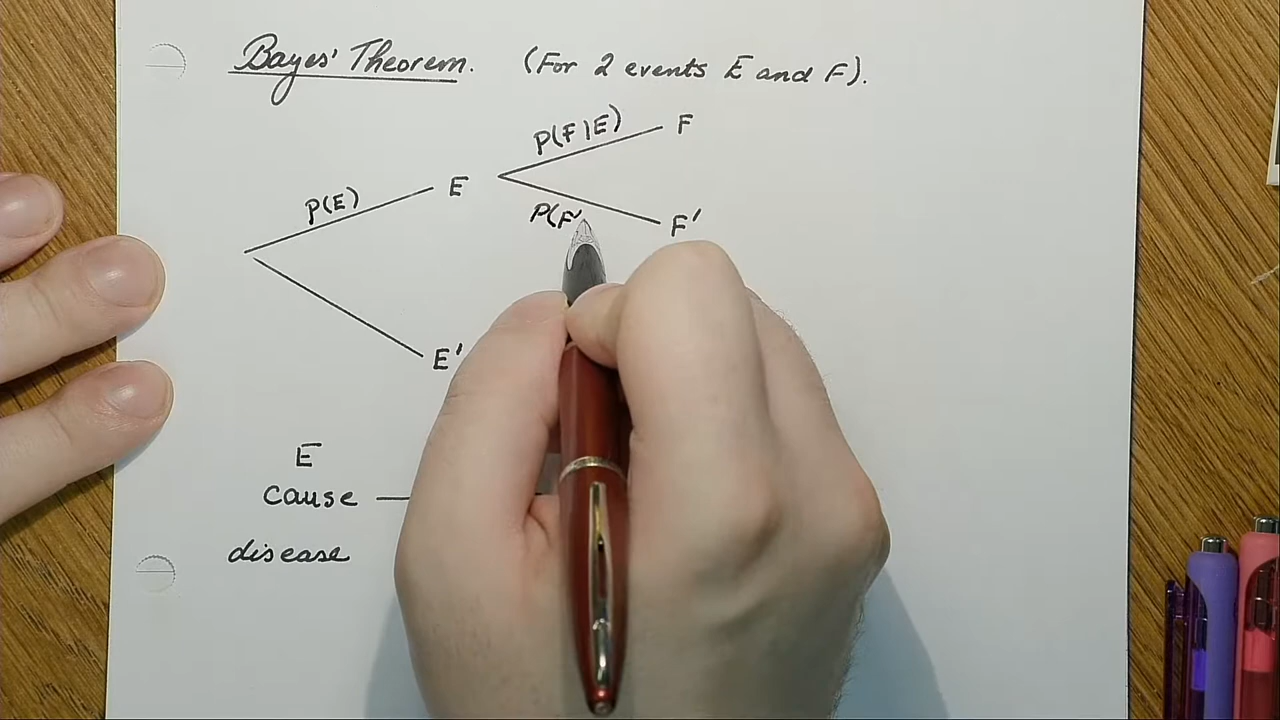 Bayes' Theorem. (For 2 events E and F).
P(F|E) F
P(E) E
P(F' F'
E'
E
cause
disease